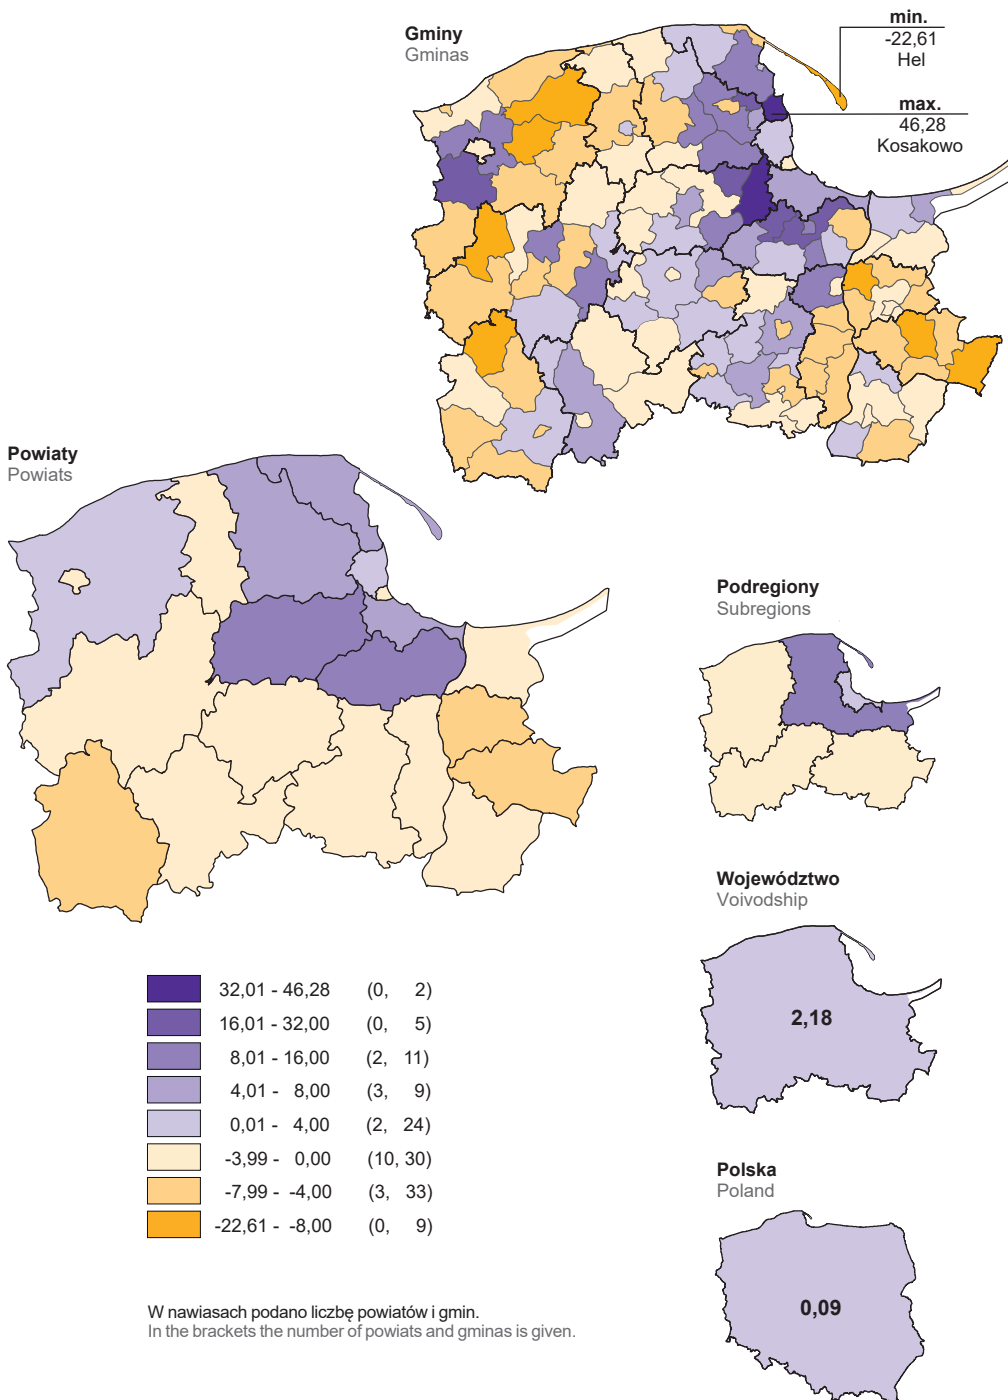 Gminy
Gminas
min.
-22,61
Hel
max.
46,28
Kosakowo
Powiaty
Powiats
Podregiony
Subregions
Województwo
Voivodship
2,18
32,01 - 46,28 (0, 2)
16,01 - 32,00 (0, 5)
8,01 - 16,00 (2, 11)
4,01 - 8,00 (3, 9)
0,01 - 4,00 (2, 24)
-3,99 - 0,00 (10, 30)
-7,99 - -4,00 (3, 33)
-22,61 - -8,00 (0, 9)
Polska
Poland
0,09
W nawiasach podano liczbę powiatów i gmin.
In the brackets the number of powiats and gminas is given.